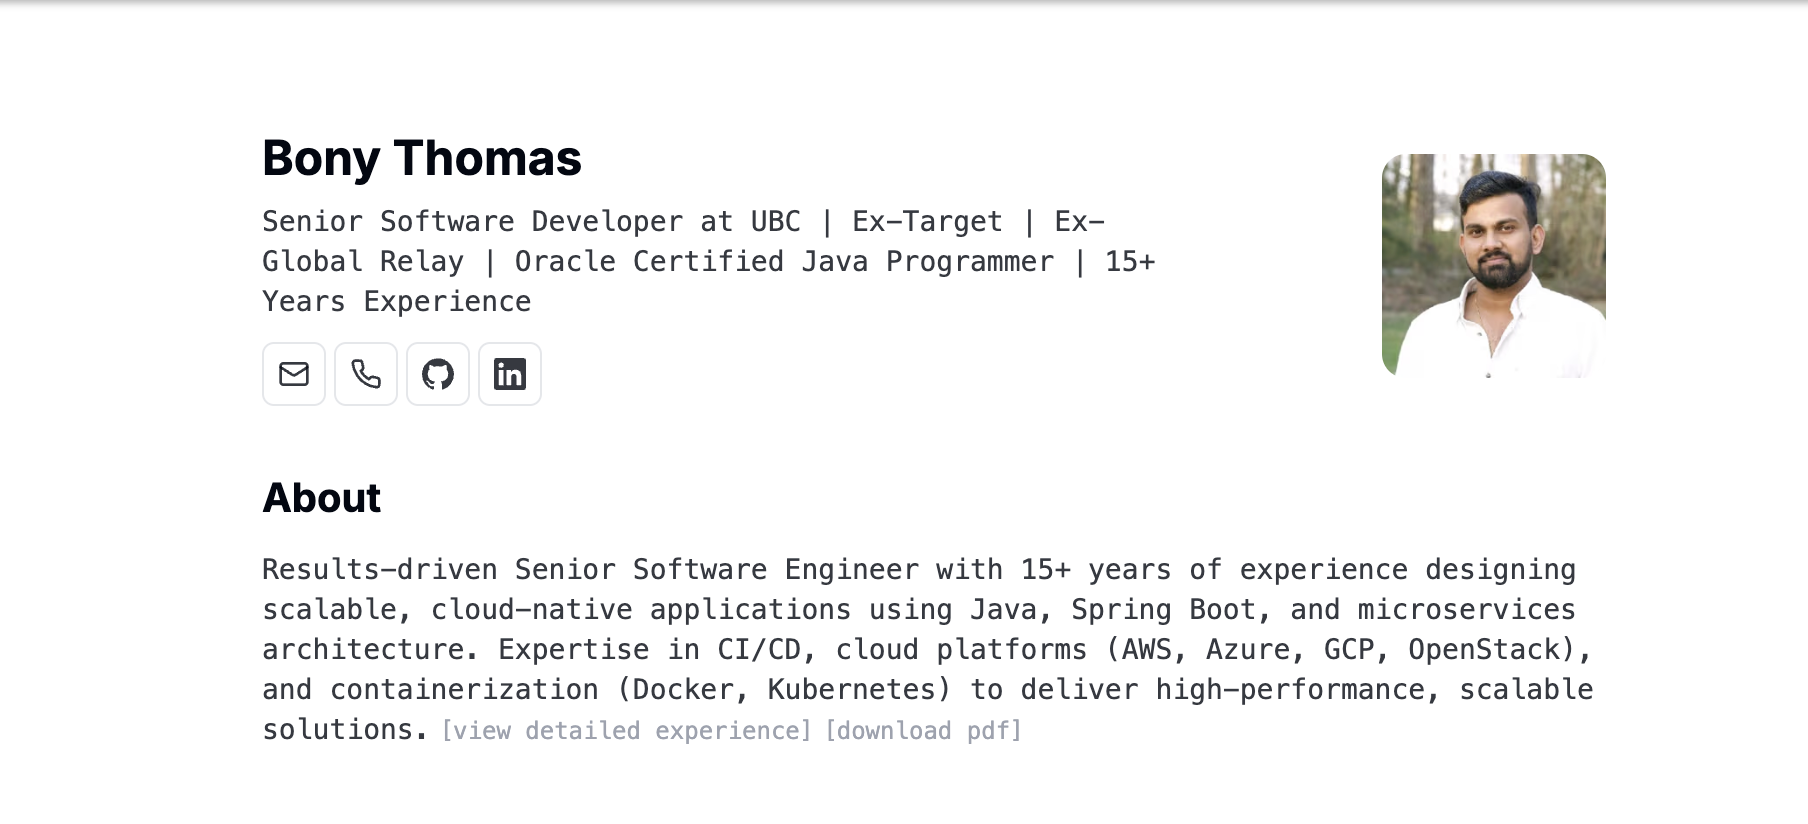 Bony Thomas
Senior Software Developer at UBC | Ex-Target | Ex-
Global Relay | Oracle Certified Java Programmer | 15+
Years Experience
in
About
Results-driven Senior Software Engineer with 15+ years of experience designing
scalable, cloud-native applications using Java, Spring Boot, and microservices
architecture. Expertise in CI/CD, cloud platforms (AWS, Azure, GCP, OpenStack),
and containerization (Docker, Kubernetes) to deliver high-performance, scalable
solutions. [view detailed experience] [download pdf]